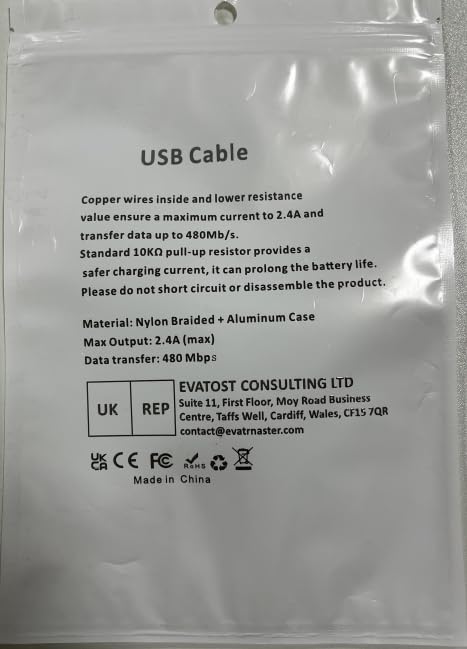 USB Cable
Copper wires inside and lower resistance
value ensure a maximum current to 2.4A and
transfer data up to 480Mb/s.
Standard 10KΩ pull-up resistor provides a
safer charging current, it can prolong the battery life.
Please do not short circuit or disassemble the product.
Material: Nylon Braided + Aluminum Case
Max Output: 2.4A (max)
Data transfer: 480 Mbps
UK REP
EVATOST CONSULTING LTD
Suite 11, First Floor, Moy Road Business
Centre, Taffs Well, Cardiff, Wales, CF15 7QR
contact@evatrnaster.com
UK CA CE FC RoHS
Made in China